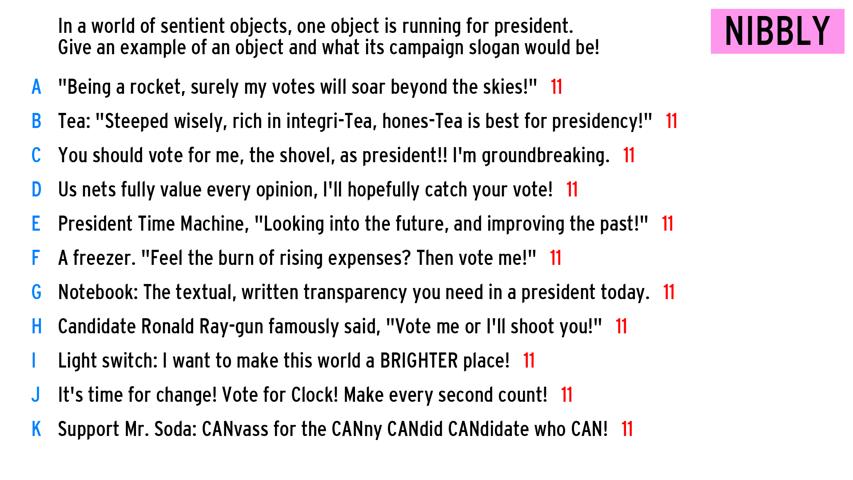 In a world of sentient objects, one object is running for president.
Give an example of an object and what its campaign slogan would be!
NIBBLY
A "Being a rocket, surely my votes will soar beyond the skies!" 11
B Tea: "Steeped wisely, rich in integri-Tea, hones-Tea is best for presidency!" 11
C You should vote for me, the shovel, as president!! I'm groundbreaking. 11
D Us nets fully value every opinion, I'll hopefully catch your vote! 11
E President Time Machine, "Looking into the future, and improving the past!" 11
F A freezer. "Feel the burn of rising expenses? Then vote me!" 11
G Notebook: The textual, written transparency you need in a president today. 11
H Candidate Ronald Ray-gun famously said, "Vote me or I'll shoot you!" 11
I Light switch: I want to make this world a BRIGHTER place! 11
J It's time for change! Vote for Clock! Make every second count! 11
K Support Mr. Soda: CANvass for the CANny CANdid CANdidate who CAN! 11